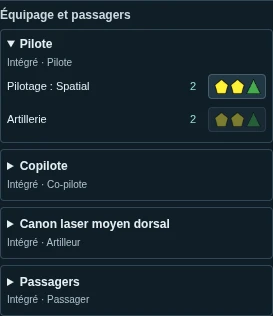 Équipage et passagers
Pilote
Intégré · Pilote
Pilotage : Spatial 2
Artillerie 2
Copilote
Intégré · Co-pilote
Canon laser moyen dorsal
Intégré · Artilleur
Passagers
Intégré · Passager